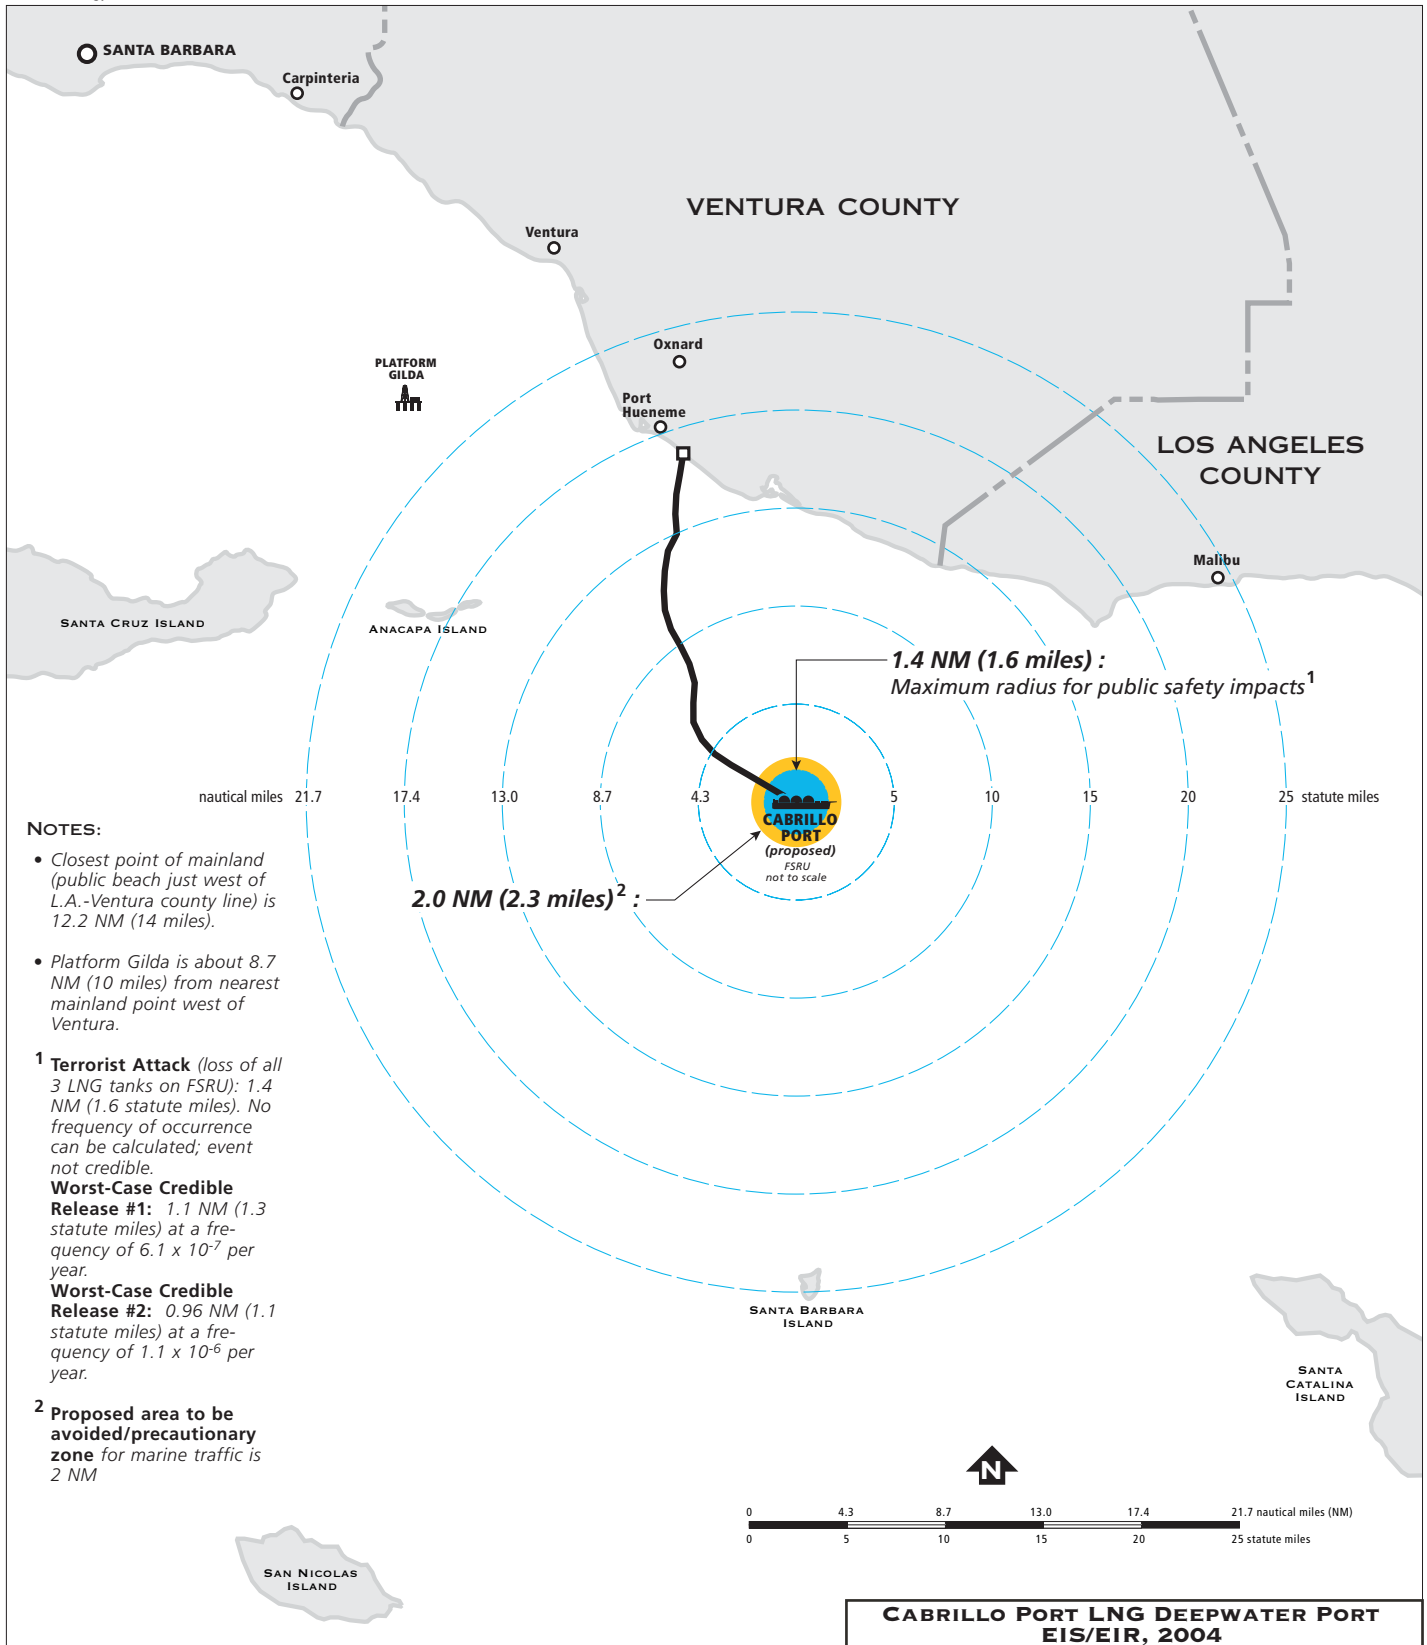 SANTA BARBARA
Carpinteria
VENTURA COUNTY
Ventura
Oxnard
PLATFORM
GILDA
Port
Hueneme
LOS ANGELES
COUNTY
Malibu
SANTA CRUZ ISLAND
ANACAPA ISLAND
1.4 NM (1.6 miles) :
Maximum radius for public safety impacts1
nautical miles 21.7 17.4 13.0 8.7 4.3 5 10 15 20 25 statute miles
CABRILLO
PORT
(proposed)
FSRU
not to scale
2.0 NM (2.3 miles)2 :
NOTES:
• Closest point of mainland
(public beach just west of
L.A.-Ventura county line) is
12.2 NM (14 miles).
• Platform Gilda is about 8.7
NM (10 miles) from nearest
mainland point west of
Ventura.
1 Terrorist Attack (loss of all
3 LNG tanks on FSRU): 1.4
NM (1.6 statute miles). No
frequency of occurrence
can be calculated; event
not credible.
Worst-Case Credible
Release #1: 1.1 NM (1.3
statute miles) at a fre-
quency of 6.1 x 10-7 per
year.
Worst-Case Credible
Release #2: 0.96 NM (1.1
statute miles) at a fre-
quency of 1.1 x 10-6 per
year.
2 Proposed area to be
avoided/precautionary
zone for marine traffic is
2 NM
SANTA BARBARA
ISLAND
SANTA
CATALINA
ISLAND
SAN NICOLAS
ISLAND
N
0 4.3 8.7 13.0 17.4 21.7 nautical miles (NM)
0 5 10 15 20 25 statute miles
CABRILLO PORT LNG DEEPWATER PORT
EIS/EIR, 2004